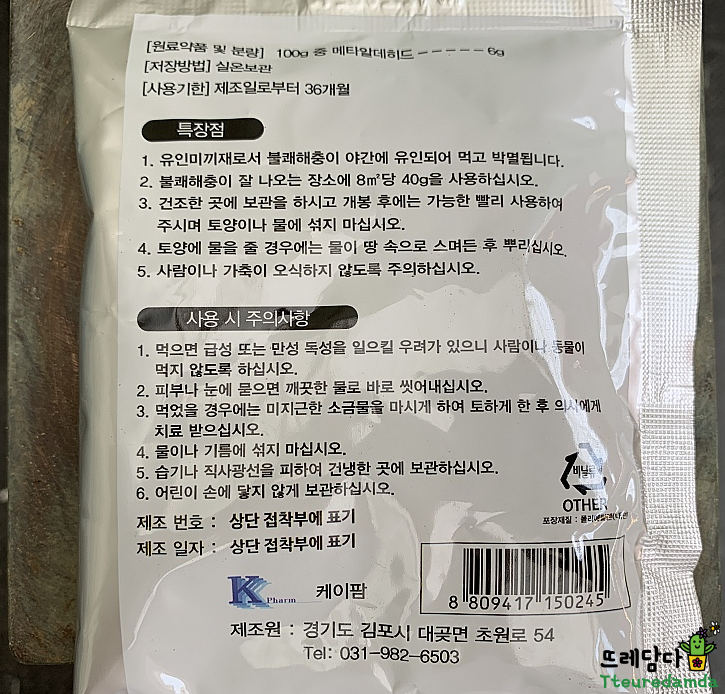 [원료약품 및 분량] 100g 중 메타알데히드-----6g
[저장방법] 실온보관
[사용기한] 제조일로부터 36개월
특장점
1. 유인미끼재로서 불쾌해충이 야간에 유인되어 먹고 박멸됩니다.
2. 불쾌해충이 잘 나오는 장소에 8㎡당 40g을 사용하십시오.
3. 건조한 곳에 보관을 하시고 개봉 후에는 가능한 빨리 사용하여
주시며 토양이나 물에 섞지 마십시오.
4. 토양에 물을 줄 경우에는 물이 땅 속으로 스며든 후 뿌리십시오.
5. 사람이나 가축이 오식하지 않도록 주의하십시오.
사용 시 주의사항
1. 먹으면 급성 또는 만성 독성을 일으킬 우려가 있으니 사람이나 동물이
먹지 않도록 하십시오.
2. 피부나 눈에 묻으면 깨끗한 물로 바로 씻어내십시오.
3. 먹었을 경우에는 미지근한 소금물을 마시게 하여 토하게 한 후 의사에게
치료 받으십시오.
4. 물이나 기름에 섞지 마십시오.
5. 습기나 직사광선을 피하여 건냉한 곳에 보관하십시오.
6. 어린이 손에 닿지 않게 보관하십시오.
비닐류
OTHER
포장재질 : 폴리에틸렌
제조 번호 : 상단 접착부에 표기
제조 일자 : 상단 접착부에 표기
K Pharm 케이팜
8 809417 150245
제조원 : 경기도 김포시 대곶면 초원로 54
Tel: 031-982-6503
뜨레담다
Tteuredamda